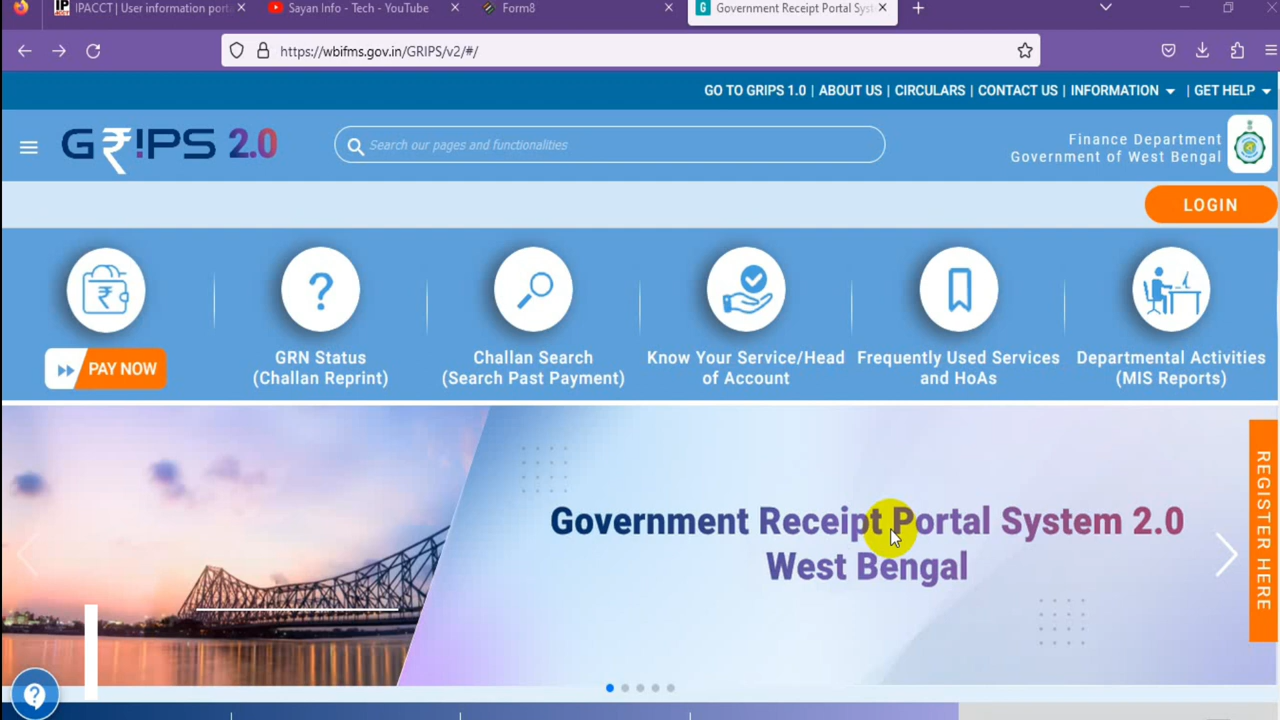 IPACCT | User information port
Sayan Info - Tech - YouTube
Form8
Government Receipt Portal Syst
https://wbifms.gov.in/GRIPS/v2/#/
GO TO GRIPS 1.0 | ABOUT US | CIRCULARS | CONTACT US | INFORMATION | GET HELP
G₹!PS 2.0
Search our pages and functionalities
Finance Department
Government of West Bengal
LOGIN
PAY NOW
GRN Status
(Challan Reprint)
Challan Search
(Search Past Payment)
Know Your Service/Head
of Account
Frequently Used Services
and HoAs
Departmental Activities
(MIS Reports)
Government Receipt Portal System 2.0
West Bengal
REGISTER HERE